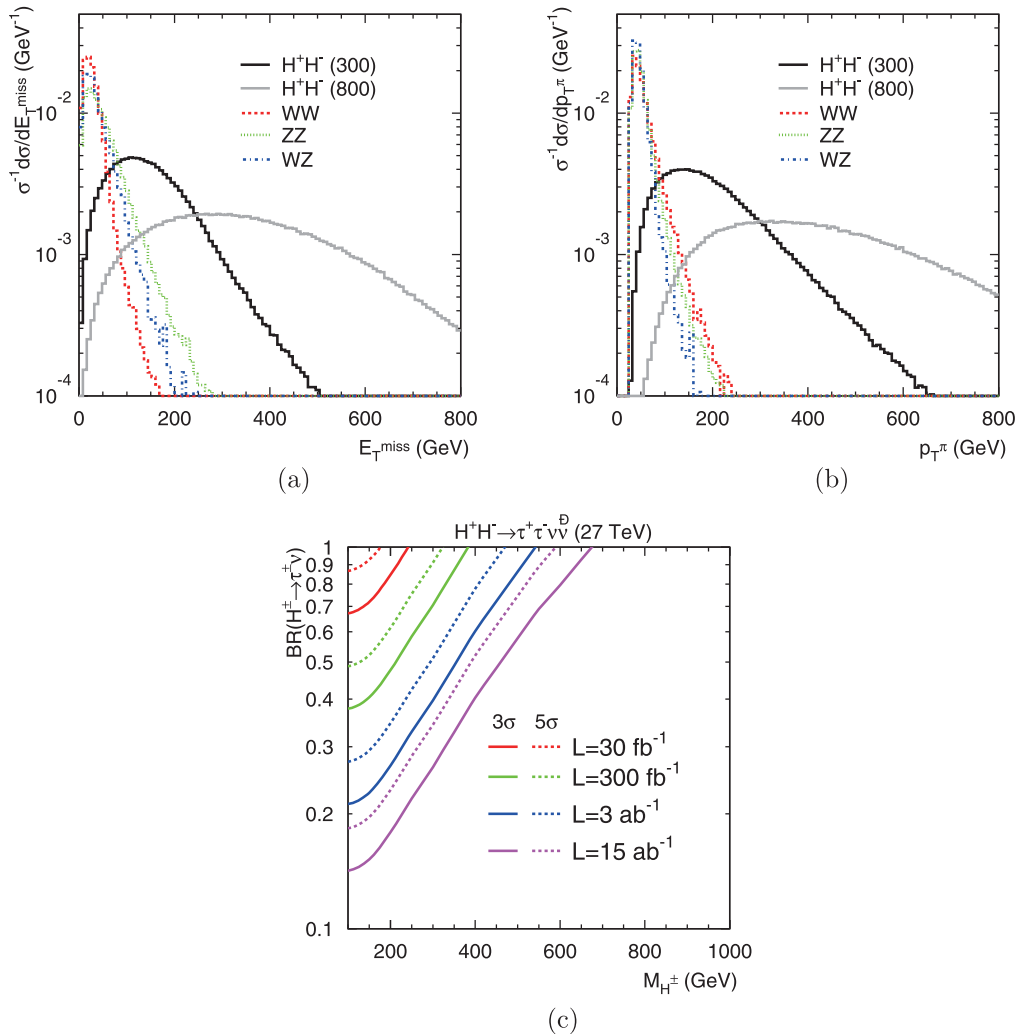 σ⁻¹ dσ/dE_T^miss (GeV⁻¹)
H⁺H⁻ (300)
H⁺H⁻ (800)
WW
ZZ
WZ
10⁻²
10⁻³
10⁻⁴
0 200 400 600 800
E_T^miss (GeV)
(a)
σ⁻¹ dσ/dp_T^π (GeV⁻¹)
H⁺H⁻ (300)
H⁺H⁻ (800)
WW
ZZ
WZ
10⁻²
10⁻³
10⁻⁴
0 200 400 600 800
p_T^π (GeV)
(b)
H⁺H⁻→τ⁺τ⁻νν^Đ (27 TeV)
BR(H^±→τ^±ν)
1
0.9
0.8
0.7
0.6
0.5
0.4
0.3
0.2
0.1
3σ 5σ
L=30 fb⁻¹
L=300 fb⁻¹
L=3 ab⁻¹
L=15 ab⁻¹
200 400 600 800 1000
M_H^± (GeV)
(c)